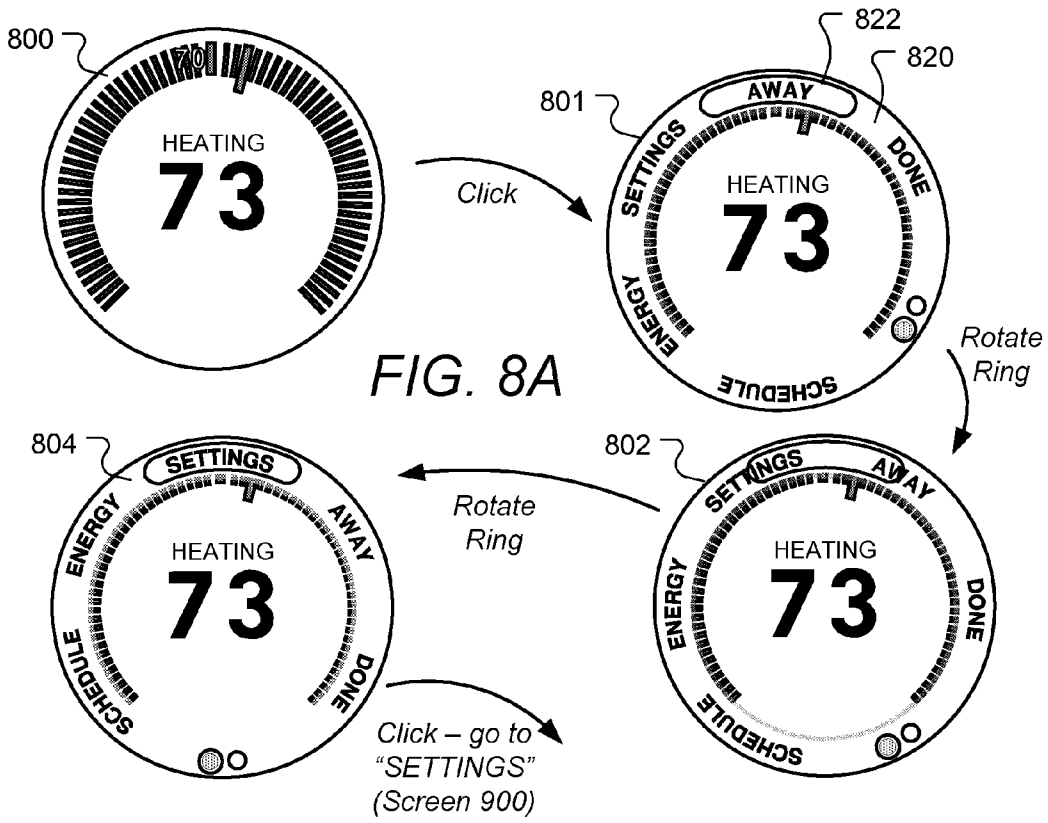 800
70
HEATING
73
Click
822
820
801
AWAY
SETTINGS
DONE
HEATING
73
ENERGY
SCHEDULE
FIG. 8A
Rotate
Ring
804
SETTINGS
ENERGY
AWAY
HEATING
73
SCHEDULE
DONE
Rotate
Ring
802
SETTINGS
AWAY
ENERGY
HEATING
73
DONE
SCHEDULE
Click – go to
“SETTINGS”
(Screen 900)